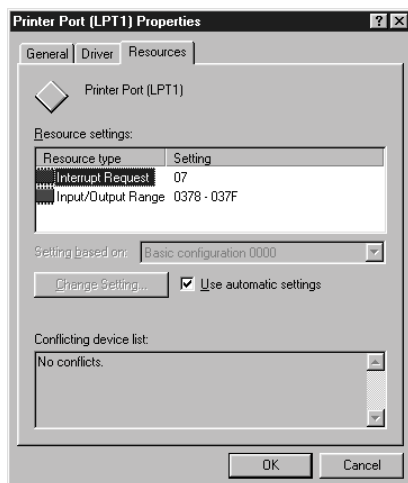 Printer Port (LPT1) Properties
General Driver Resources
Printer Port (LPT1)
Resource settings:
Resource type Setting
Interrupt Request 07
Input/Output Range 0378 - 037F
Setting based on: Basic configuration 0000
Change Setting... Use automatic settings
Conflicting device list:
No conflicts.
OK Cancel